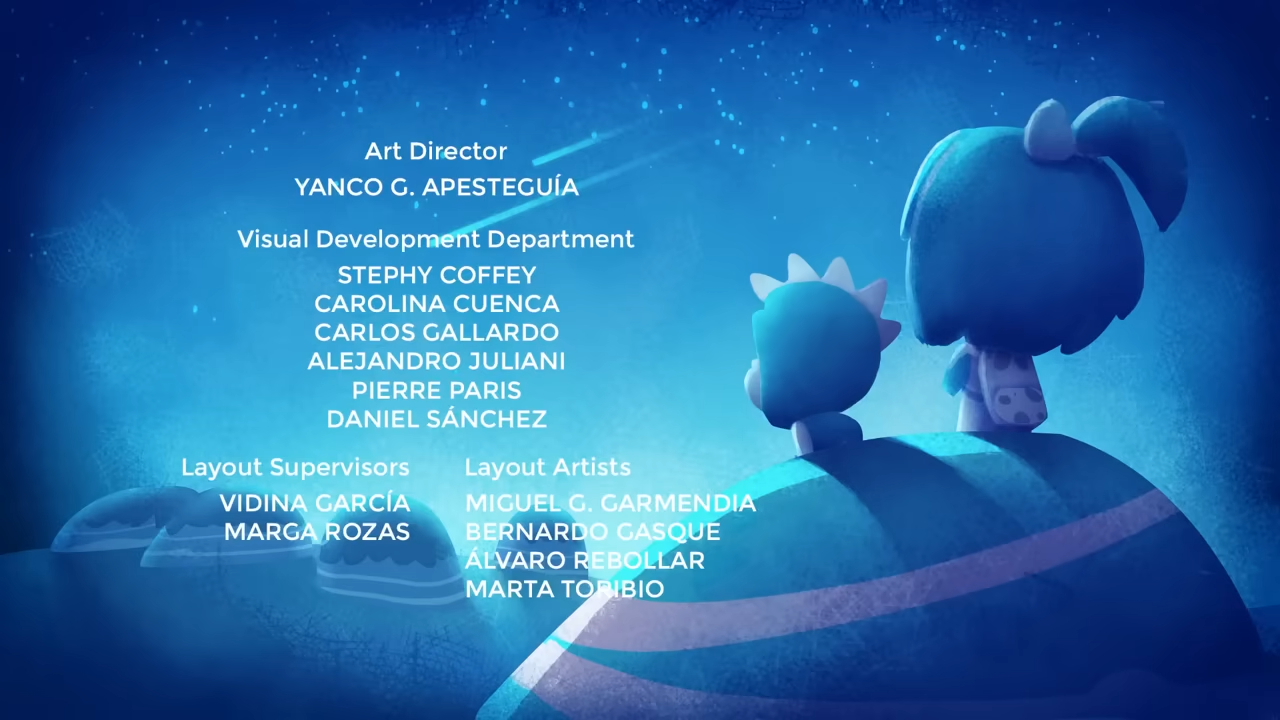 Art Director
YANCO G. APESTEGUÍA
Visual Development Department
STEPHY COFFEY
CAROLINA CUENCA
CARLOS GALLARDO
ALEJANDRO JULIANI
PIERRE PARIS
DANIEL SÁNCHEZ
Layout Supervisors
VIDINA GARCÍA
MARGA ROZAS
Layout Artists
MIGUEL G. GARMENDIA
BERNARDO GASQUE
ÁLVARO REBOLLAR
MARTA TORIBIO